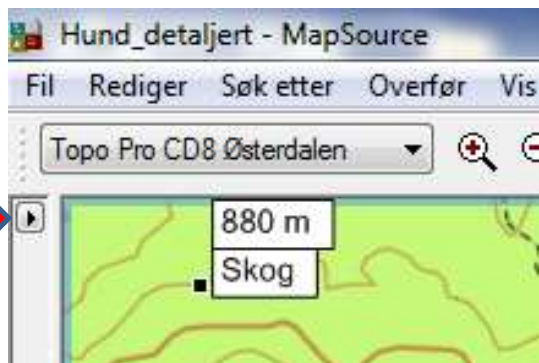 Hund_detaljert - MapSource
Fil Rediger Søk etter Overfør Vis
Topo Pro CD8 Østerdalen
880 m
Skog